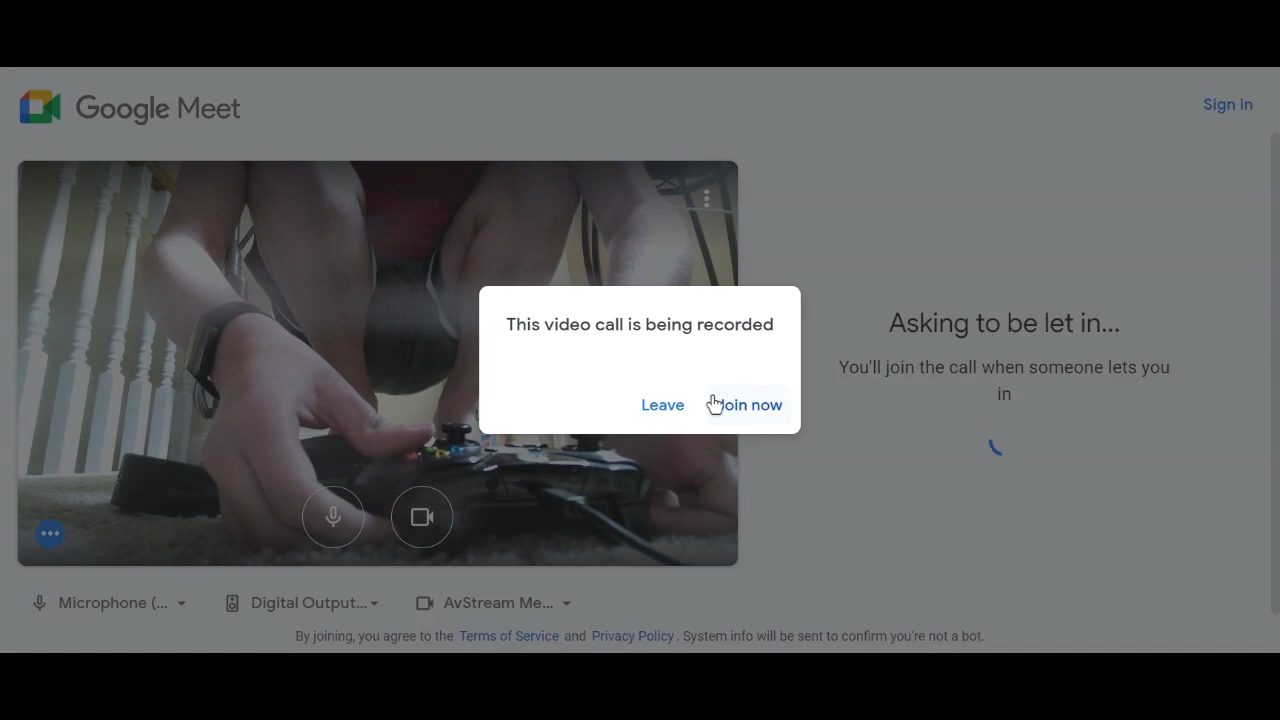 Google Meet
Sign in
This video call is being recorded
Leave
Join now
Asking to be let in...
You'll join the call when someone lets you
in
Microphone (...
Digital Output...
AvStream Me...
By joining, you agree to the Terms of Service and Privacy Policy. System info will be sent to confirm you're not a bot.